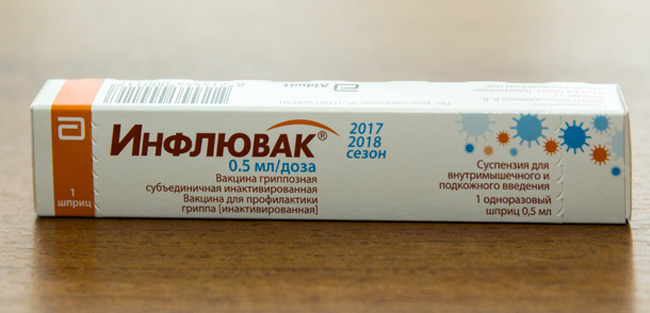 Abbott
ИНФЛЮВАК®
2017
2018
сезон
0.5 мл/доза
Вакцина гриппозная
субъединичная инактивированная
Вакцина для профилактики
гриппа [инактивированная]
1
шприц
Суспензия для
внутримышечного и
подкожного введения
1 одноразовый
шприц 0,5 мл